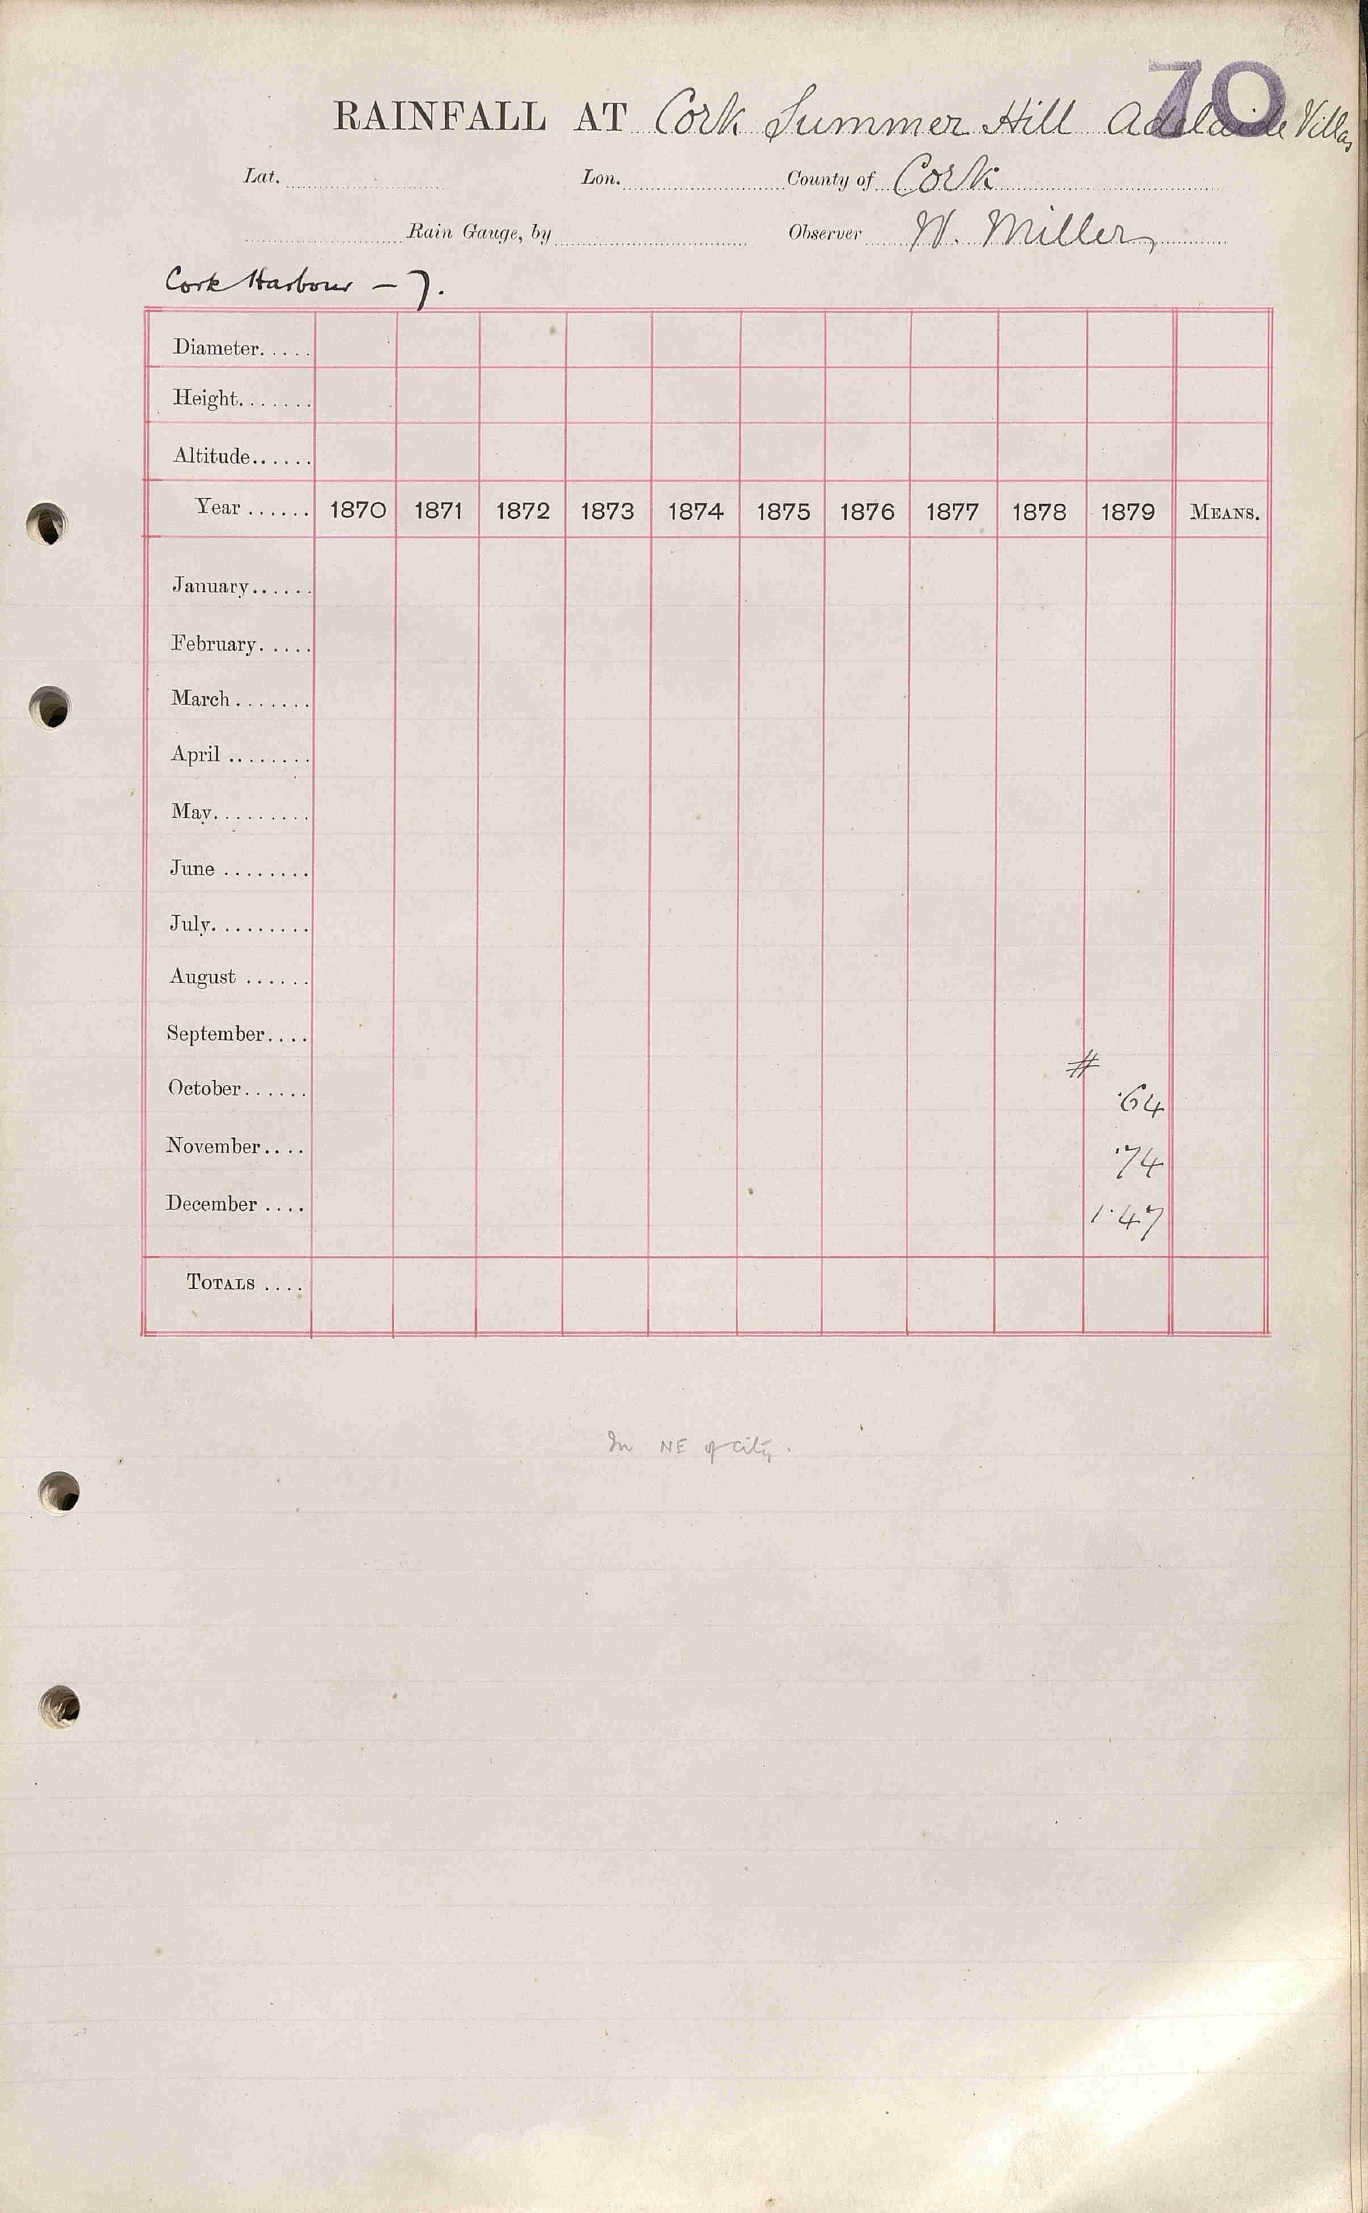 70
RAINFALL AT Cork Summer Hill Adelaide Villas
Lat. Lon. County of Cork
Rain Gauge, by Observer W. Miller
Cork Harbour – 7.
Diameter.....
Height.......
Altitude......
Year ...... 1870 1871 1872 1873 1874 1875 1876 1877 1878 1879 MEANS.
January......
February.....
March.......
April ........
May.........
June ........
July.........
August ......
September....
#
October...... ·64
November.... ·74
December .... 1·47
TOTALS ....
In NE of city.